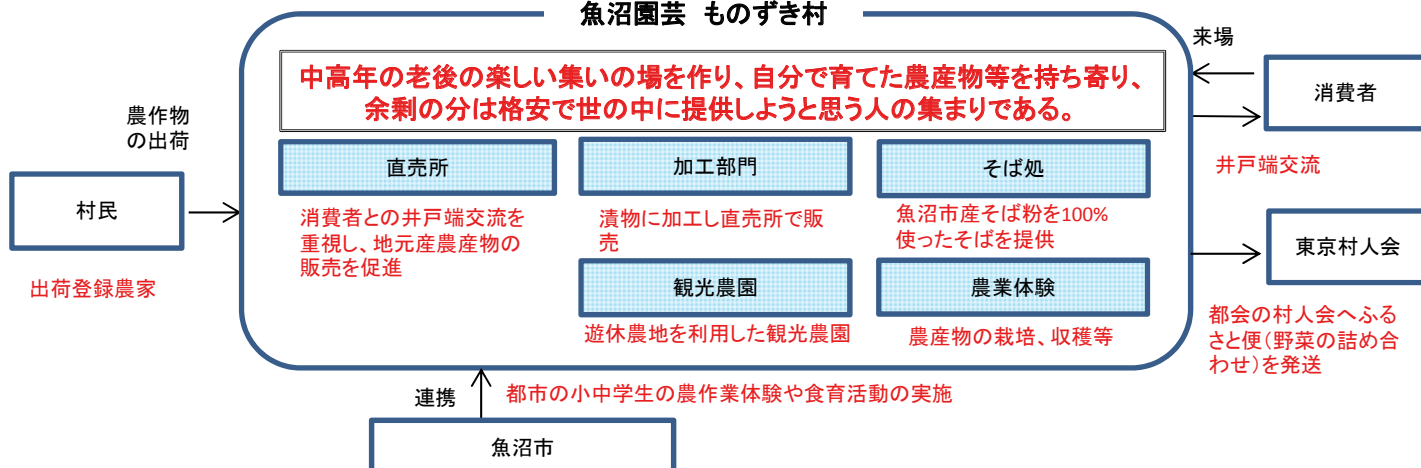 魚沼園芸 ものずき村
中高年の老後の楽しい集いの場を作り、自分で育てた農産物等を持ち寄り、
余剰の分は格安で世の中に提供しようと思う人の集まりである。
農作物
の出荷
村民
出荷登録農家
直売所
消費者との井戸端交流を
重視し、地元産農産物の
販売を促進
加工部門
漬物に加工し直売所で販
売
そば処
魚沼市産そば粉を100%
使ったそばを提供
観光農園
遊休農地を利用した観光農園
農業体験
農産物の栽培、収穫等
来場
消費者
井戸端交流
東京村人会
都会の村人会へふる
さと便(野菜の詰め合
わせ)を発送
連携
都市の小中学生の農作業体験や食育活動の実施
魚沼市